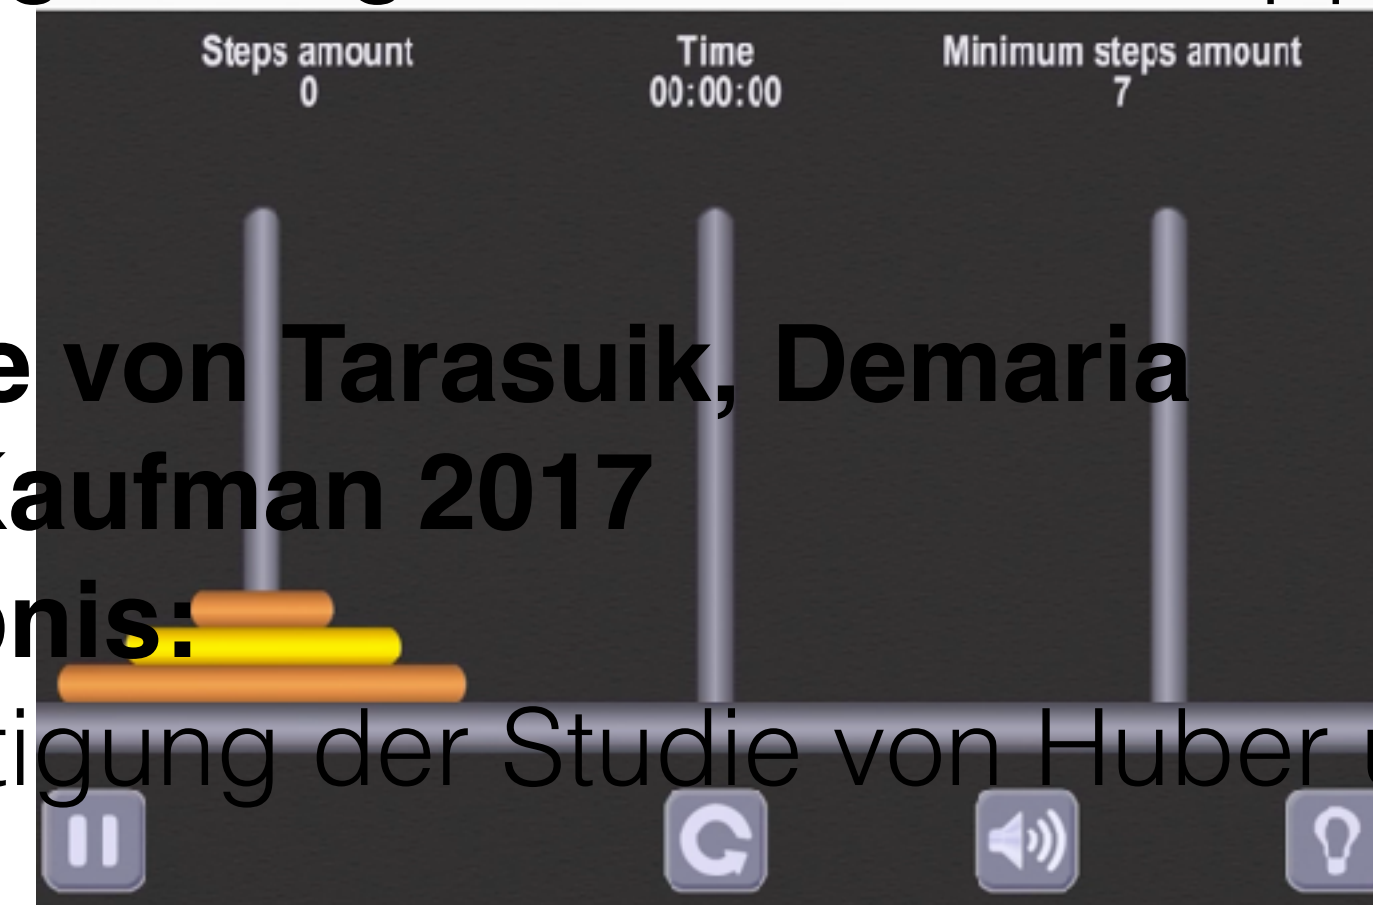 Steps amount Time Minimum steps amount
0 00:00:00 7
e von Tarasuik, Demaria
Kaufman 2017
nis:
tigung der Studie von Huber